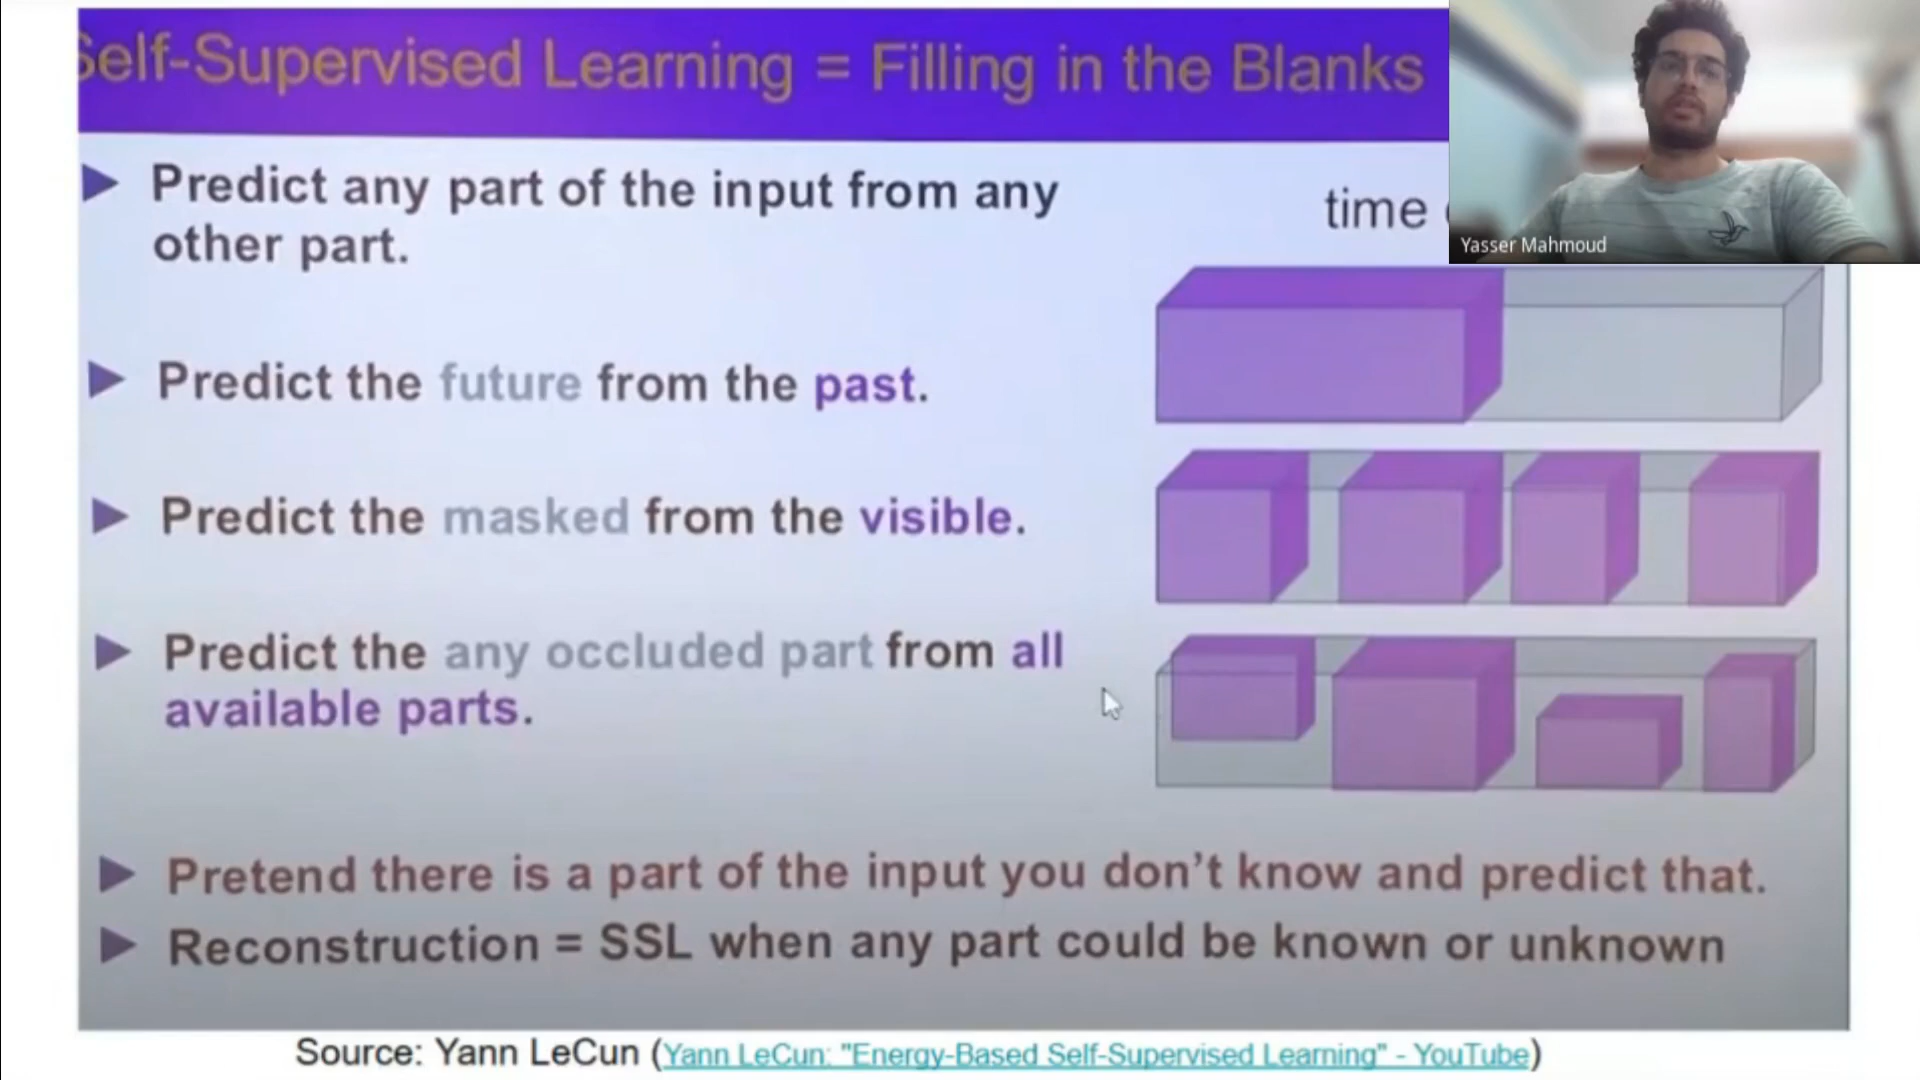 Self-Supervised Learning = Filling in the Blanks
Predict any part of the input from any
other part.
time
Yasser Mahmoud
Predict the future from the past.
Predict the masked from the visible.
Predict the any occluded part from all
available parts.
Pretend there is a part of the input you don't know and predict that.
Reconstruction = SSL when any part could be known or unknown
Source: Yann LeCun (Yann LeCun: "Energy-Based Self-Supervised Learning" - YouTube)